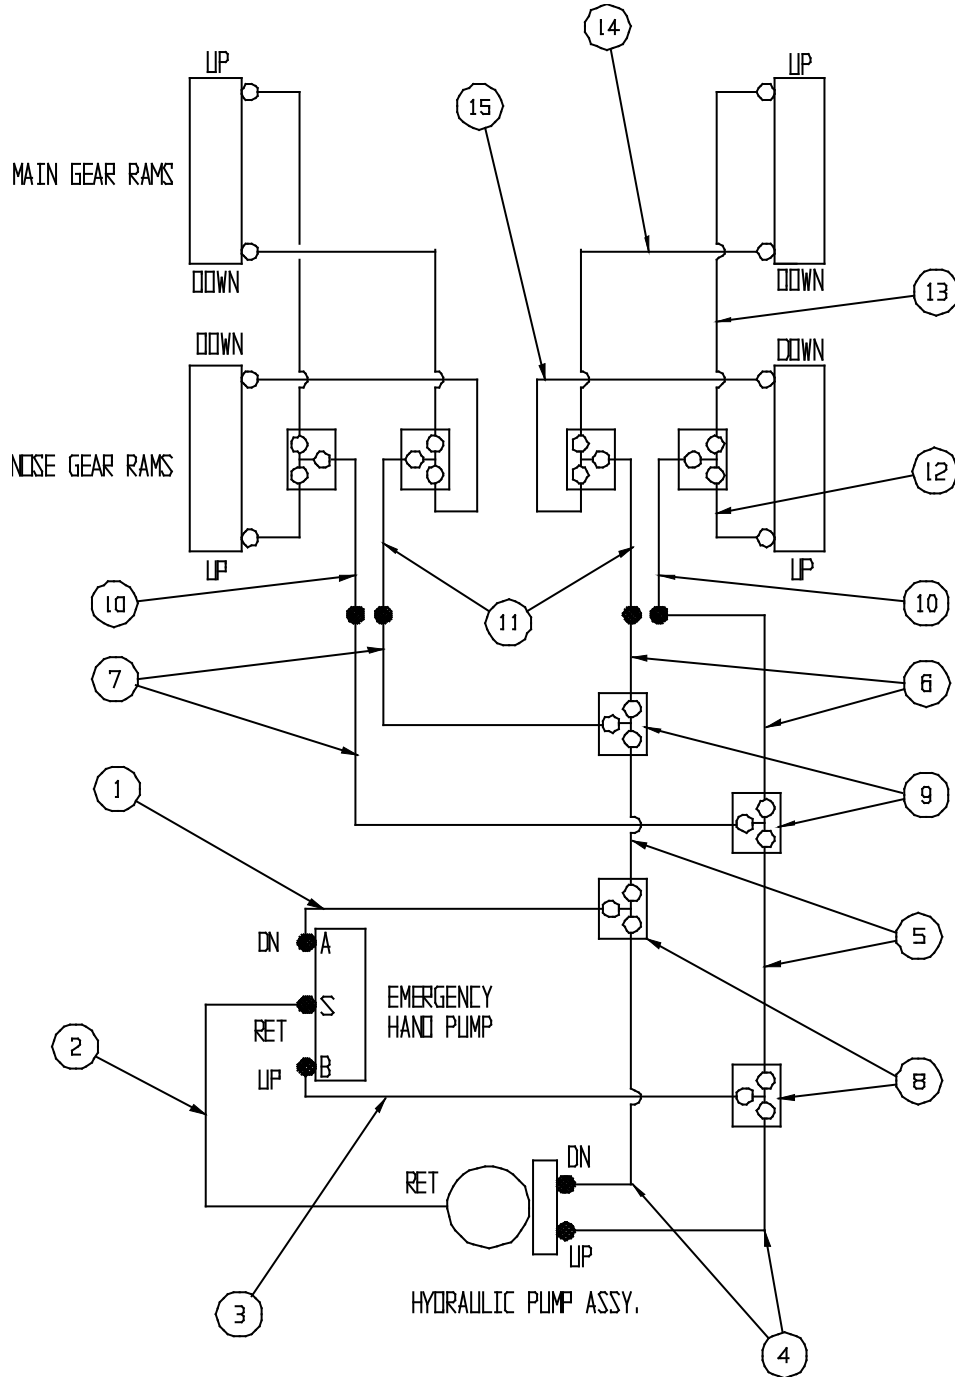 14
UP
UP
15
MAIN GEAR RAMS
DOWN
DOWN
13
DOWN
DOWN
NOSE GEAR RAMS
12
UP
UP
10
11
10
7
6
1
9
DN
A
5
EMERGENCY
HAND PUMP
S
RET
2
B
UP
8
DN
RET
UP
HYDRAULIC PUMP ASSY.
3
4